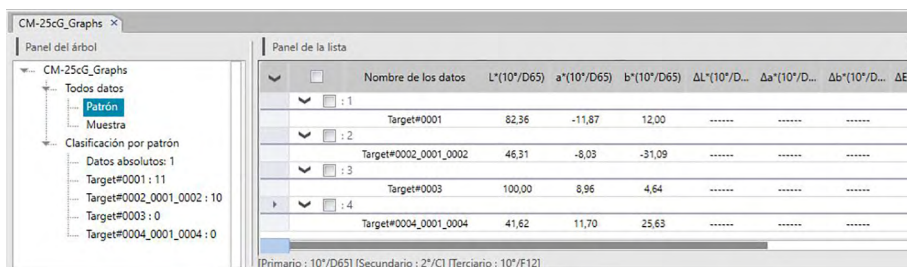 CM-25cG_Graphs ×
Panel del árbol
CM-25cG_Graphs
Todos datos
Patrón
Muestra
Clasificación por patrón
Datos absolutos: 1
Target#0001 : 11
Target#0002_0001_0002 : 10
Target#0003 : 0
Target#0004_0001_0004 : 0
Panel de la lista
Nombre de los datos L*(10°/D65) a*(10°/D65) b*(10°/D65) ΔL*(10°/D... Δa*(10°/D... Δb*(10°/D... ΔE
: 1
Target#0001 82,36 -11,87 12,00 ------ ------ ------
: 2
Target#0002_0001_0002 46,31 -8,03 -31,09 ------ ------ ------
: 3
Target#0003 100,00 8,96 4,64 ------ ------ ------
: 4
Target#0004_0001_0004 41,62 11,70 25,63 ------ ------ ------
[Primario : 10°/D65] [Secundario : 2°/C] [Terciario : 10°/F12]